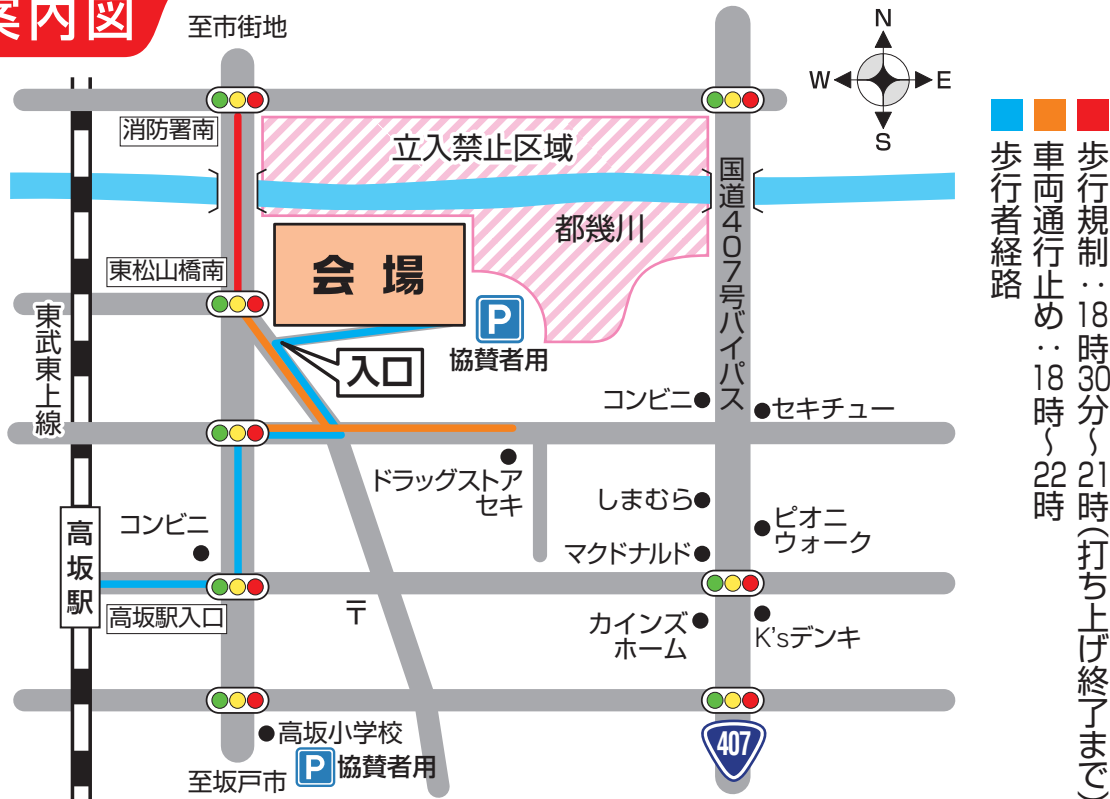 案内図
至市街地
N
W
E
S
消防署南
立入禁止区域
都幾川
国道407号バイパス
会場
東松山橋南
東武東上線
P
協賛者用
入口
コンビニ
セキチュー
ドラッグストア
セキ
しまむら
ピオニ
ウォーク
マクドナルド
コンビニ
高坂駅
高坂駅入口
〒
カインズ
ホーム
K'sデンキ
高坂小学校
P
協賛者用
至坂戸市
407
歩行規制：18時30分〜21時(打ち上げ終了まで)
車両通行止め：18時〜22時
歩行者経路